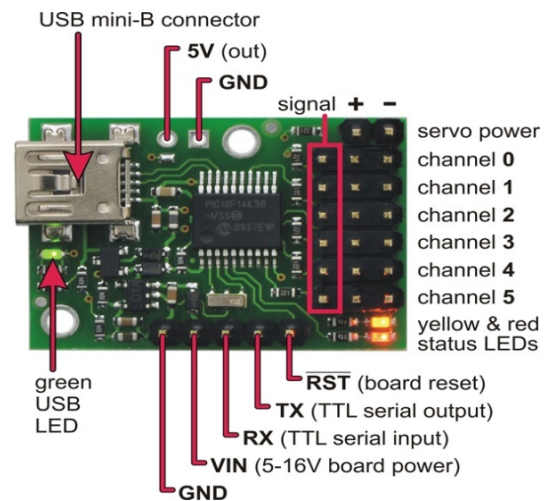 USB mini-B connector
5V (out)
GND
signal + −
servo power
channel 0
channel 1
channel 2
channel 3
channel 4
channel 5
yellow & red
status LEDs
PIC18F14K50
0937E1P
green
USB
LED
RST (board reset)
TX (TTL serial output)
RX (TTL serial input)
VIN (5-16V board power)
GND